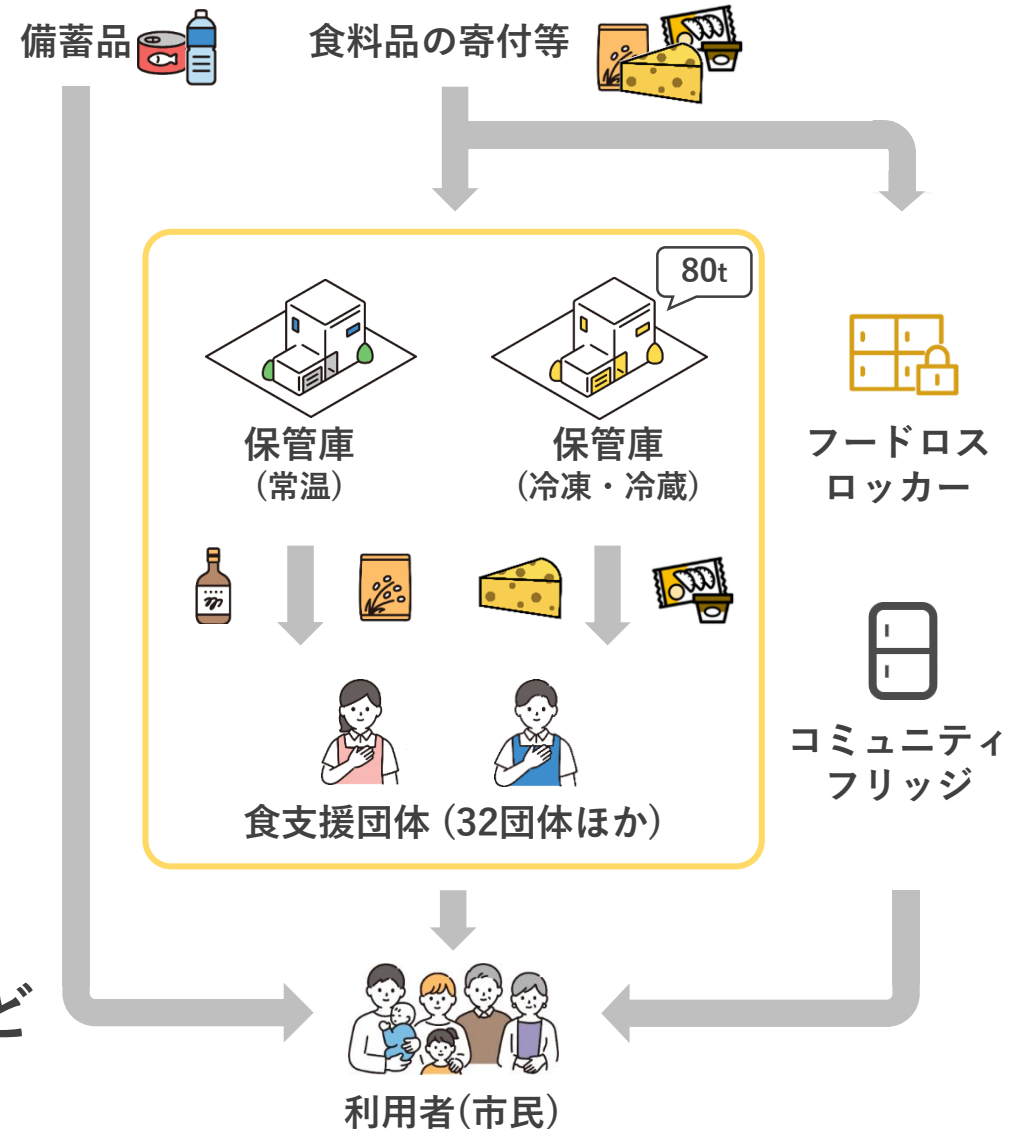 備蓄品
食料品の寄付等
80t
保管庫
(常温)
保管庫
(冷凍・冷蔵)
フードロス
ロッカー
コミュニティ
フリッジ
食支援団体 (32団体ほか)
ど
利用者(市民)